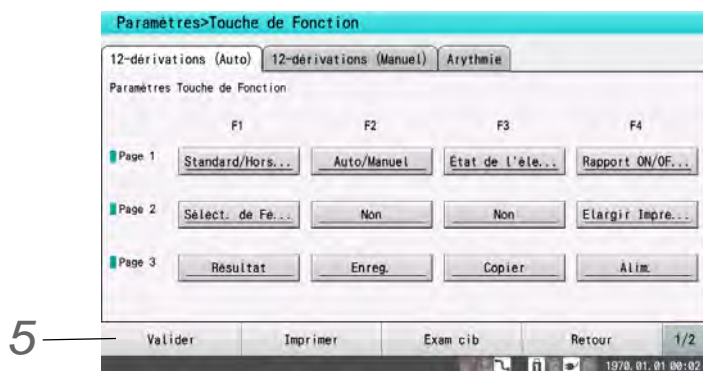 Paramètres>Touche de Fonction
12-dérivations (Auto) 12-dérivations (Manuel) Arythmie
Paramètres Touche de Fonction
F1 F2 F3 F4
Page 1 Standard/Hors... Auto/Manuel État de l'éle... Rapport ON/OF...
Page 2 Sélect. de Fe... Non Non Elargir Impre...
Page 3 Résultat Enreg. Copier Alim.
5 Valider Imprimer Exam cib Retour 1/2
1970.01.01 00:02